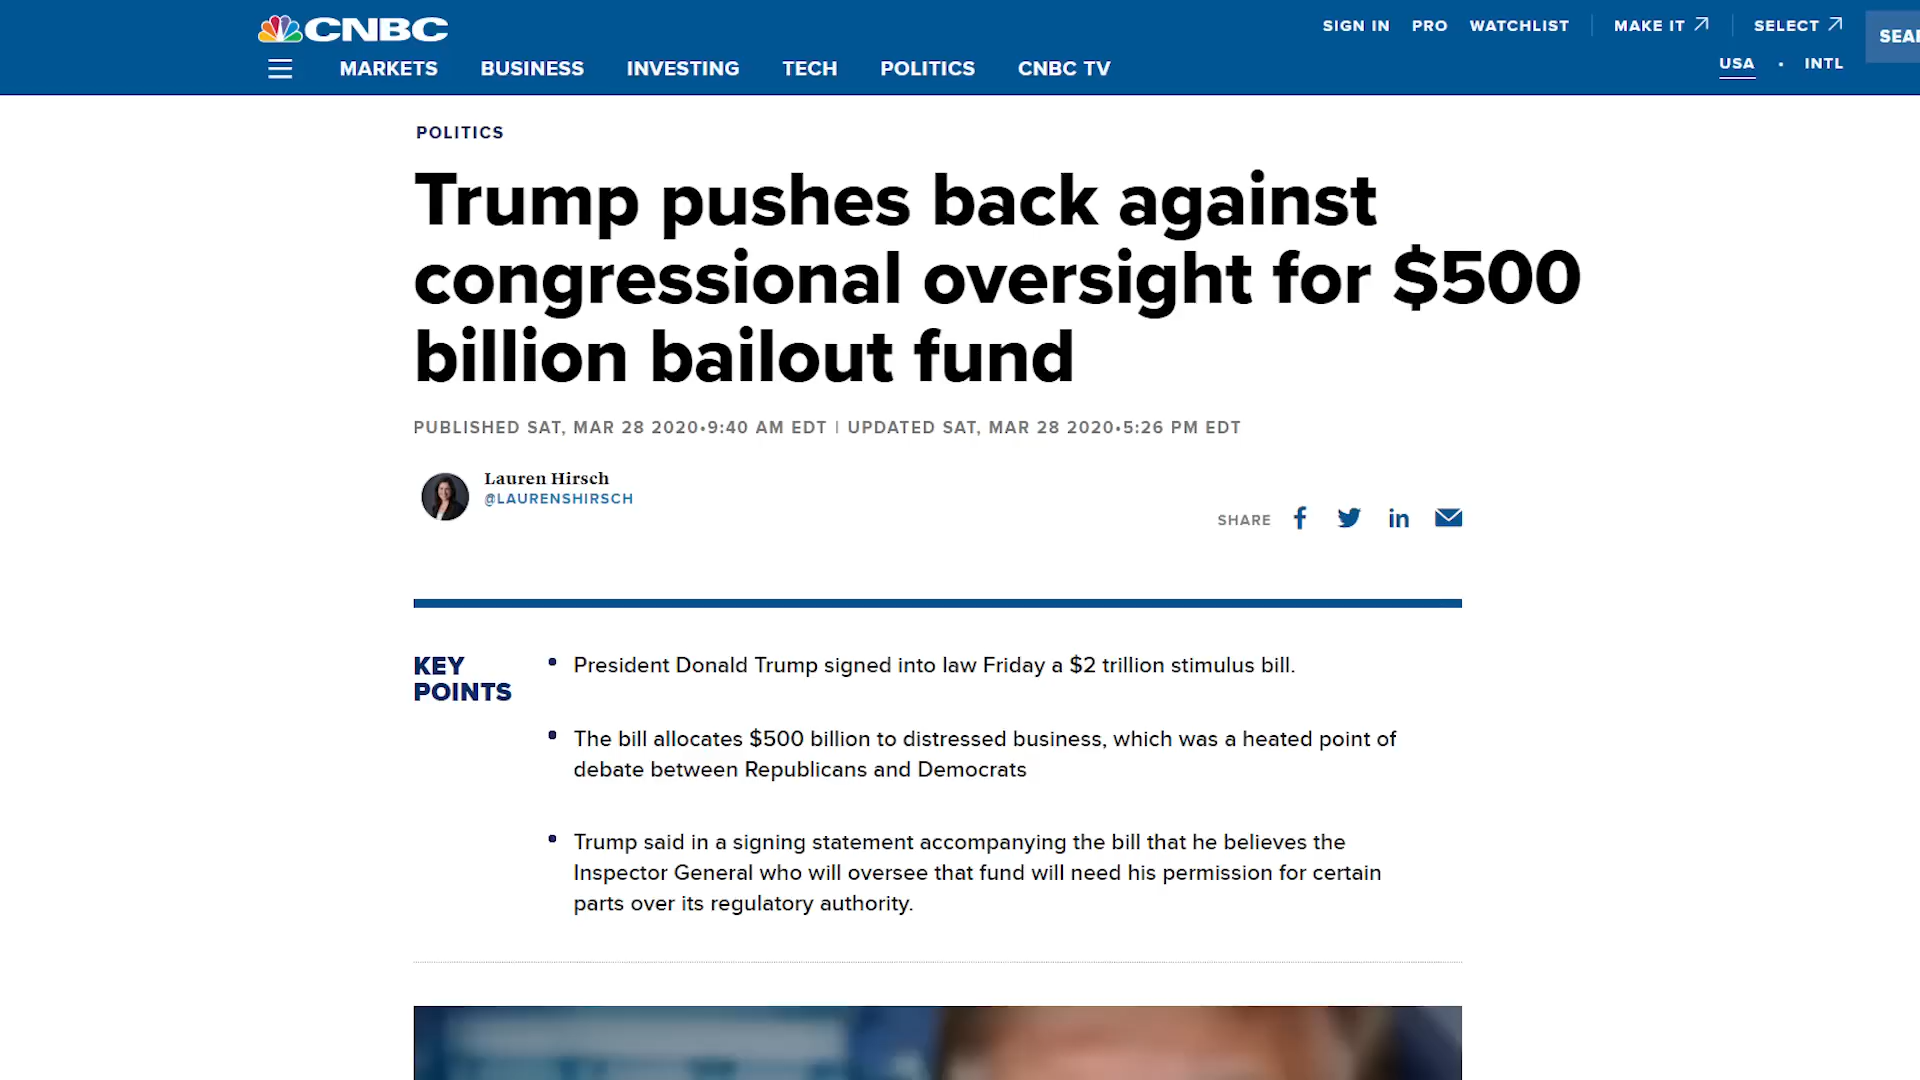 CNBC
SIGN IN PRO WATCHLIST MAKE IT SELECT
MARKETS BUSINESS INVESTING TECH POLITICS CNBC TV
USA • INTL
POLITICS
Trump pushes back against
congressional oversight for $500
billion bailout fund
PUBLISHED SAT, MAR 28 2020•9:40 AM EDT | UPDATED SAT, MAR 28 2020•5:26 PM EDT
Lauren Hirsch
@LAURENSHIRSCH
SHARE
KEY
POINTS
• President Donald Trump signed into law Friday a $2 trillion stimulus bill.
• The bill allocates $500 billion to distressed business, which was a heated point of
debate between Republicans and Democrats
• Trump said in a signing statement accompanying the bill that he believes the
Inspector General who will oversee that fund will need his permission for certain
parts over its regulatory authority.